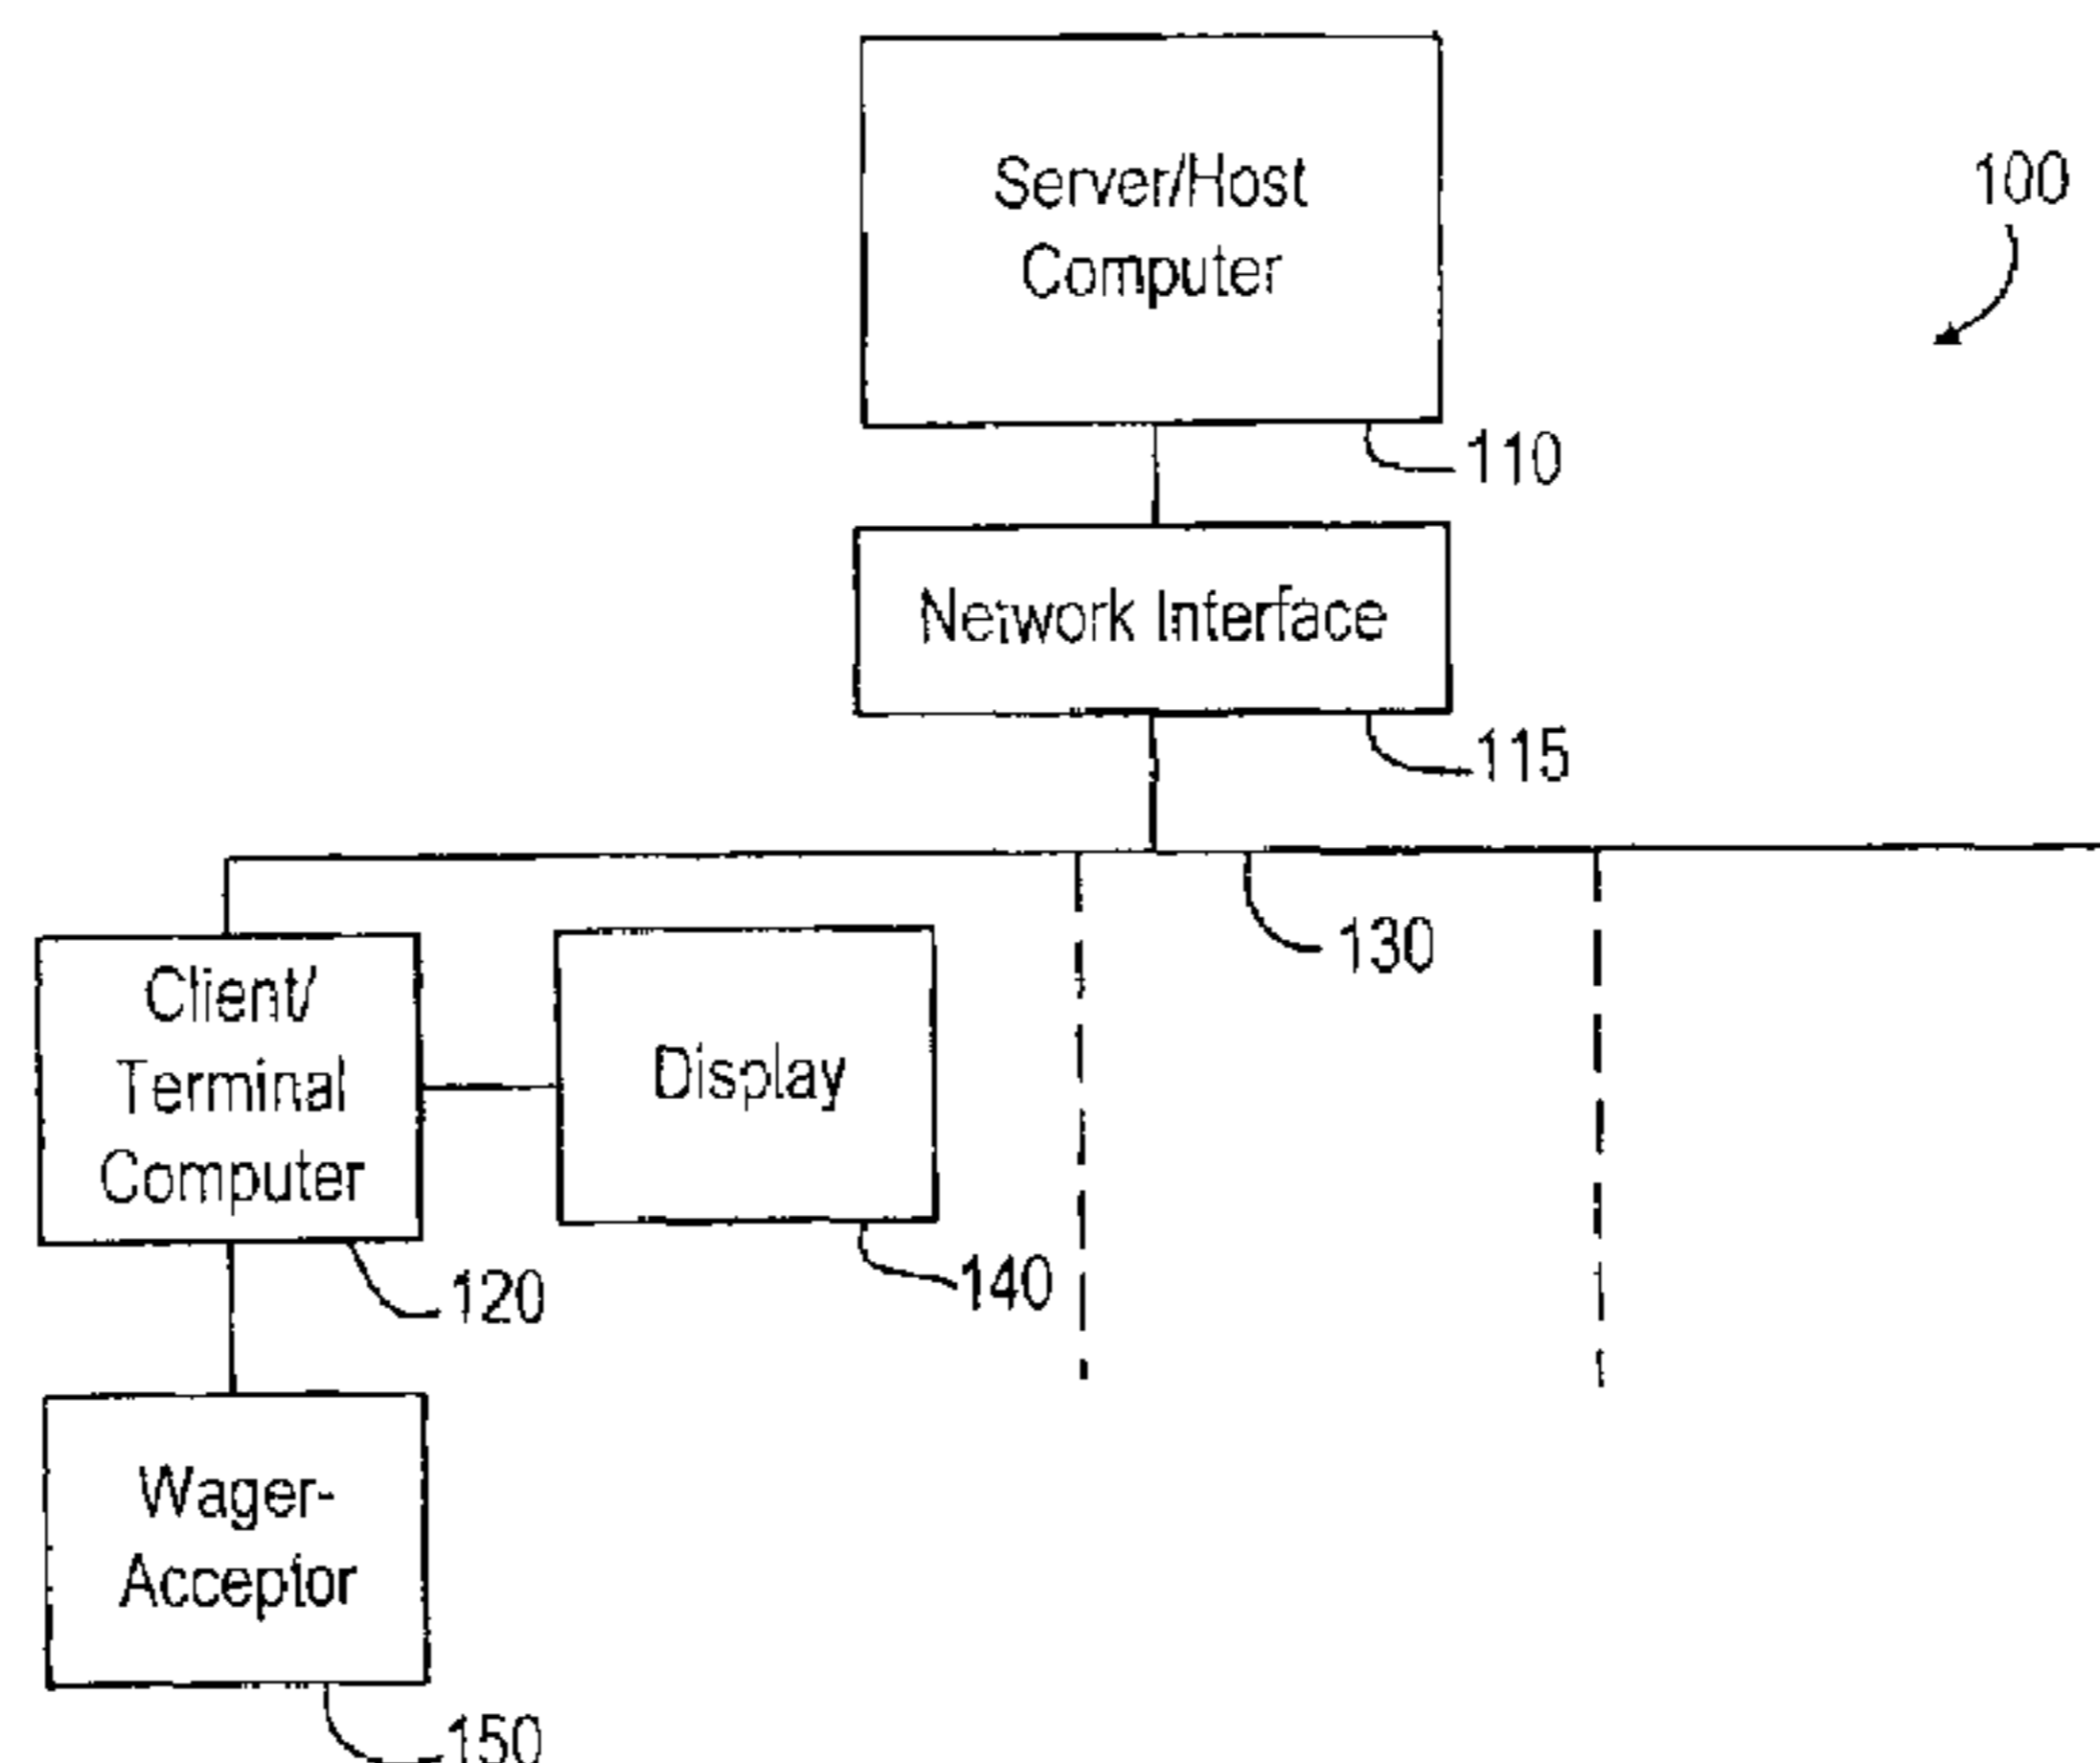 Server/Host
Computer
100
110
Network Interface
115
130
Client/
Terminal
Computer
Display
120
140
Wager-
Acceptor
150